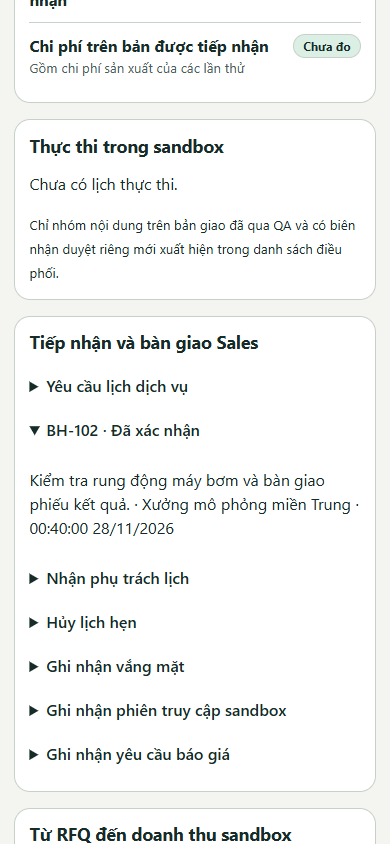 nhận
Chi phí trên bản được tiếp nhận
Chưa đo
Gồm chi phí sản xuất của các lần thử
Thực thi trong sandbox
Chưa có lịch thực thi.
Chỉ nhóm nội dung trên bản giao đã qua QA và có biên
nhận duyệt riêng mới xuất hiện trong danh sách điều
phối.
Tiếp nhận và bàn giao Sales
Yêu cầu lịch dịch vụ
BH-102 · Đã xác nhận
Kiểm tra rung động máy bơm và bàn giao
phiếu kết quả. · Xưởng mô phỏng miền Trung ·
00:40:00 28/11/2026
Nhận phụ trách lịch
Hủy lịch hẹn
Ghi nhận vắng mặt
Ghi nhận phiên truy cập sandbox
Ghi nhận yêu cầu báo giá
Từ RFQ đến doanh thu sandbox